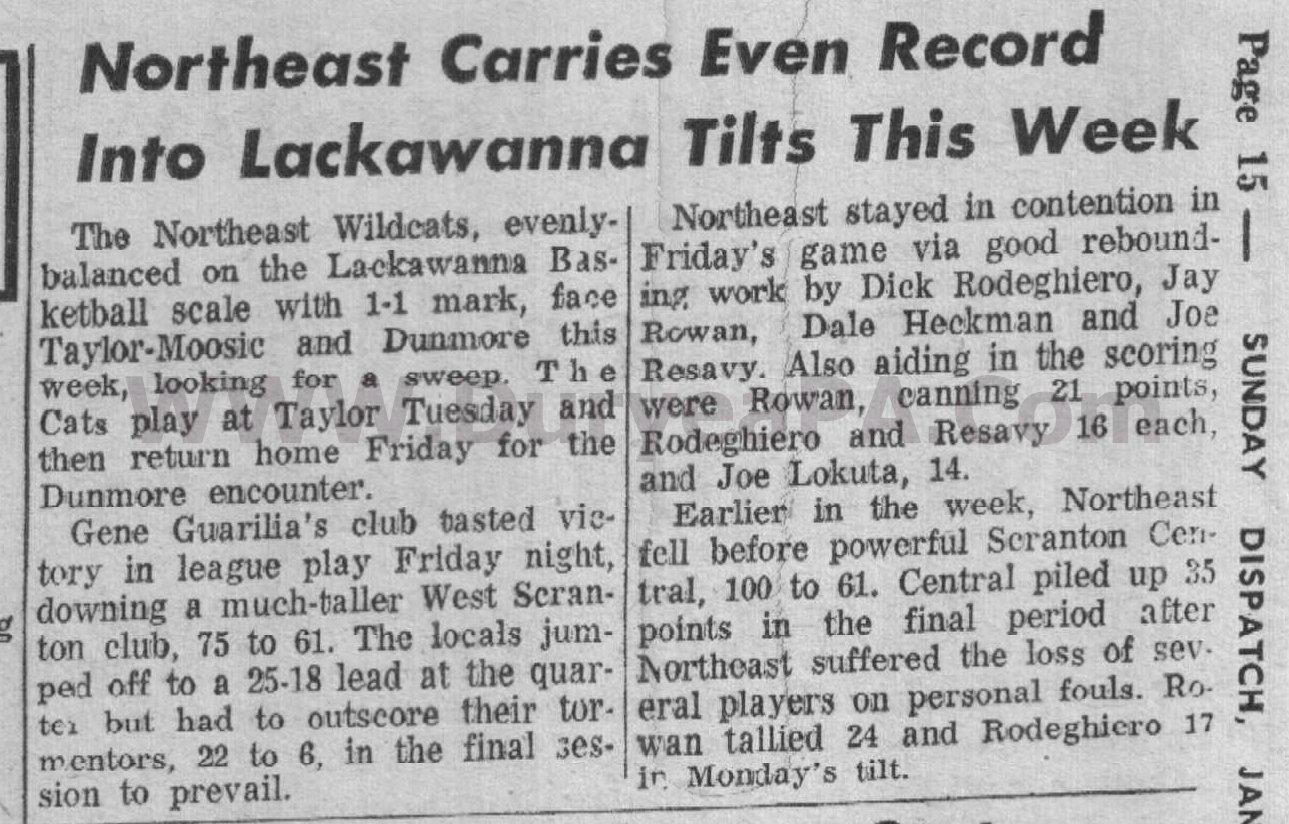 Northeast Carries Even Record
Into Lackawanna Tilts This Week
The Northeast Wildcats, evenly-
balanced on the Lackawanna Bas-
ketball scale with 1-1 mark, face
Taylor-Moosic and Dunmore this
week, looking for a sweep. The
Cats play at Taylor Tuesday and
then return home Friday for the
Dunmore encounter.
Gene Guarilia's club tasted vic-
tory in league play Friday night,
downing a much-taller West Scran-
ton club, 75 to 61. The locals jum-
ped off to a 25-18 lead at the quar-
ter but had to outscore their tor-
mentors, 22 to 6, in the final ses-
sion to prevail.
Northeast stayed in contention in
Friday's game via good rebound-
ing work by Dick Rodeghiero, Jay
Rowan, Dale Heckman and Joe
Resavy. Also aiding in the scoring
were Rowan, canning 21 points,
Rodeghiero and Resavy 16 each,
and Joe Lokuta, 14.
Earlier in the week, Northeast
fell before powerful Scranton Cen-
tral, 100 to 61. Central piled up 35
points in the final period after
Northeast suffered the loss of sev-
eral players on personal fouls. Ro-
wan tallied 24 and Rodeghiero 17
in Monday's tilt.
Page 15 — SUNDAY DISPATCH, JAN
WWW.DuryeaPA.Com
g